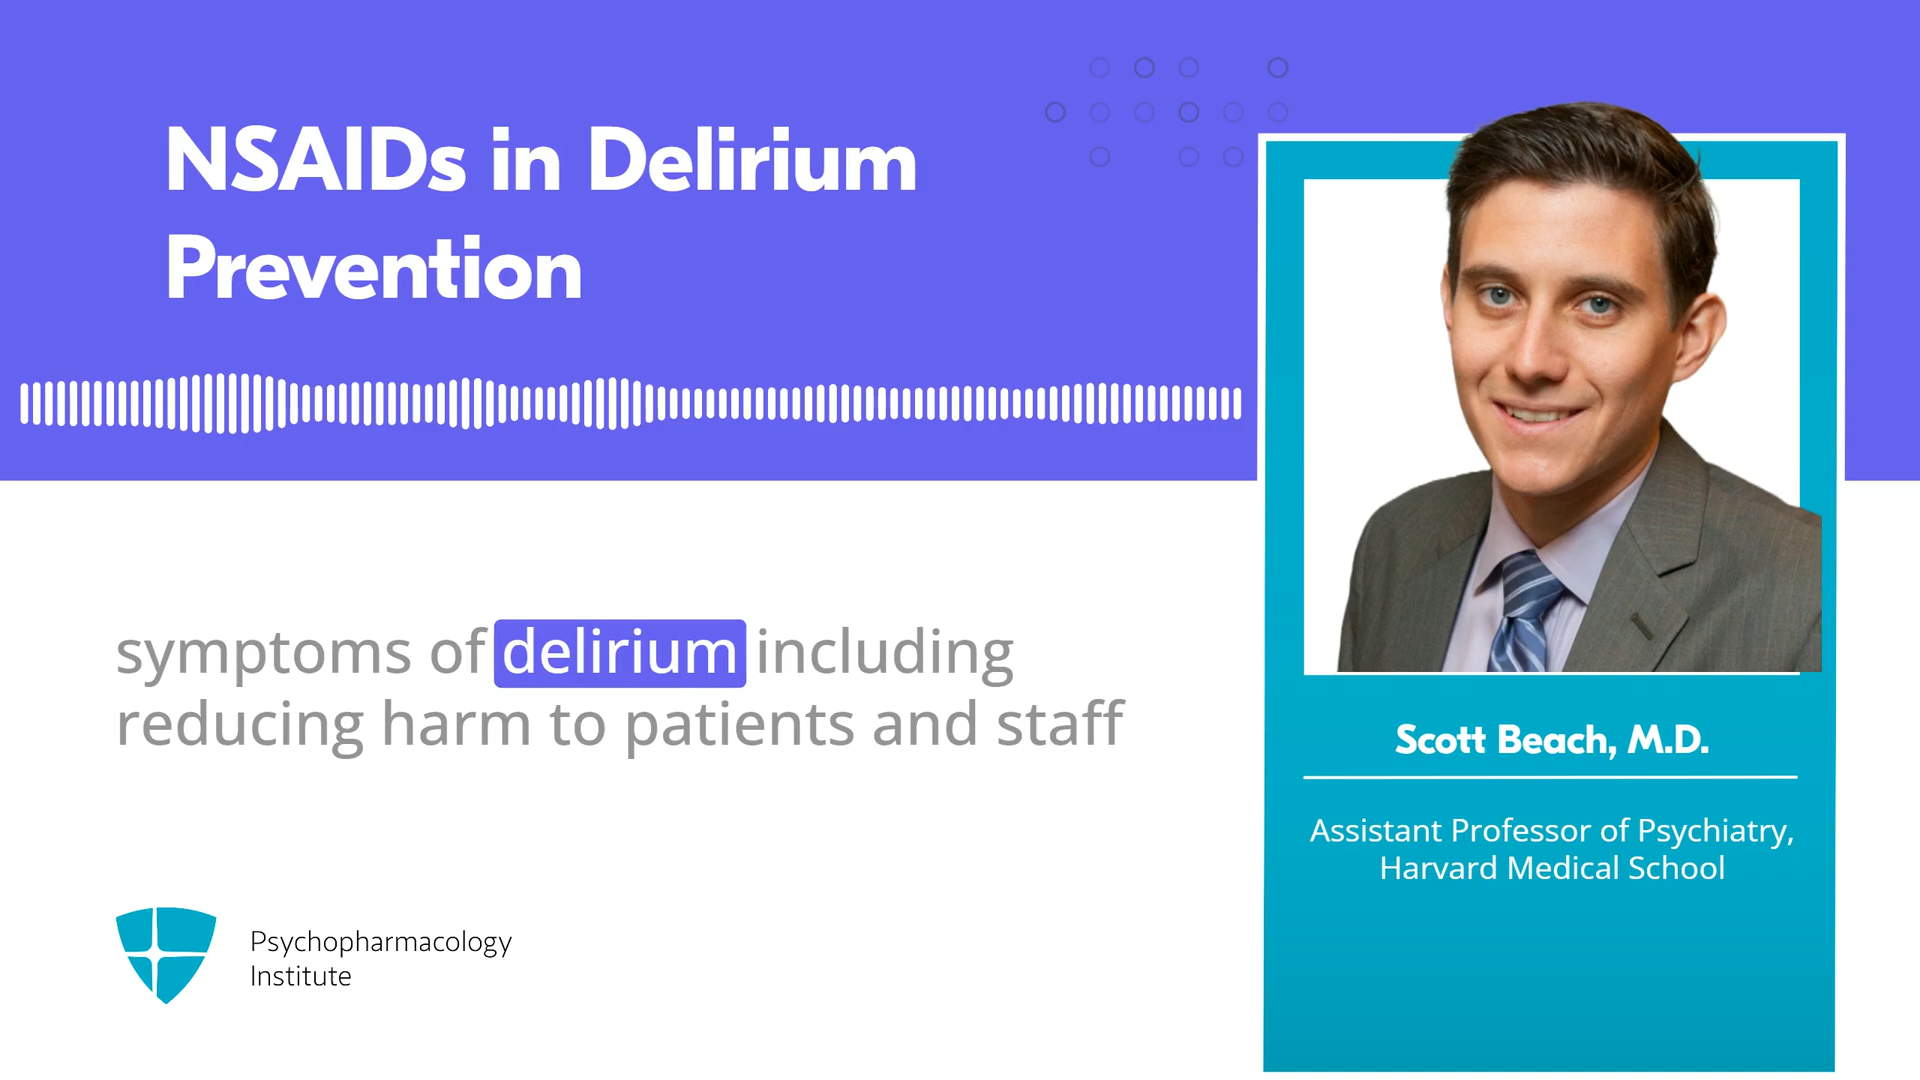 NSAIDs in Delirium
Prevention
symptoms of delirium including
reducing harm to patients and staff
Psychopharmacology
Institute
Scott Beach, M.D.
Assistant Professor of Psychiatry,
Harvard Medical School